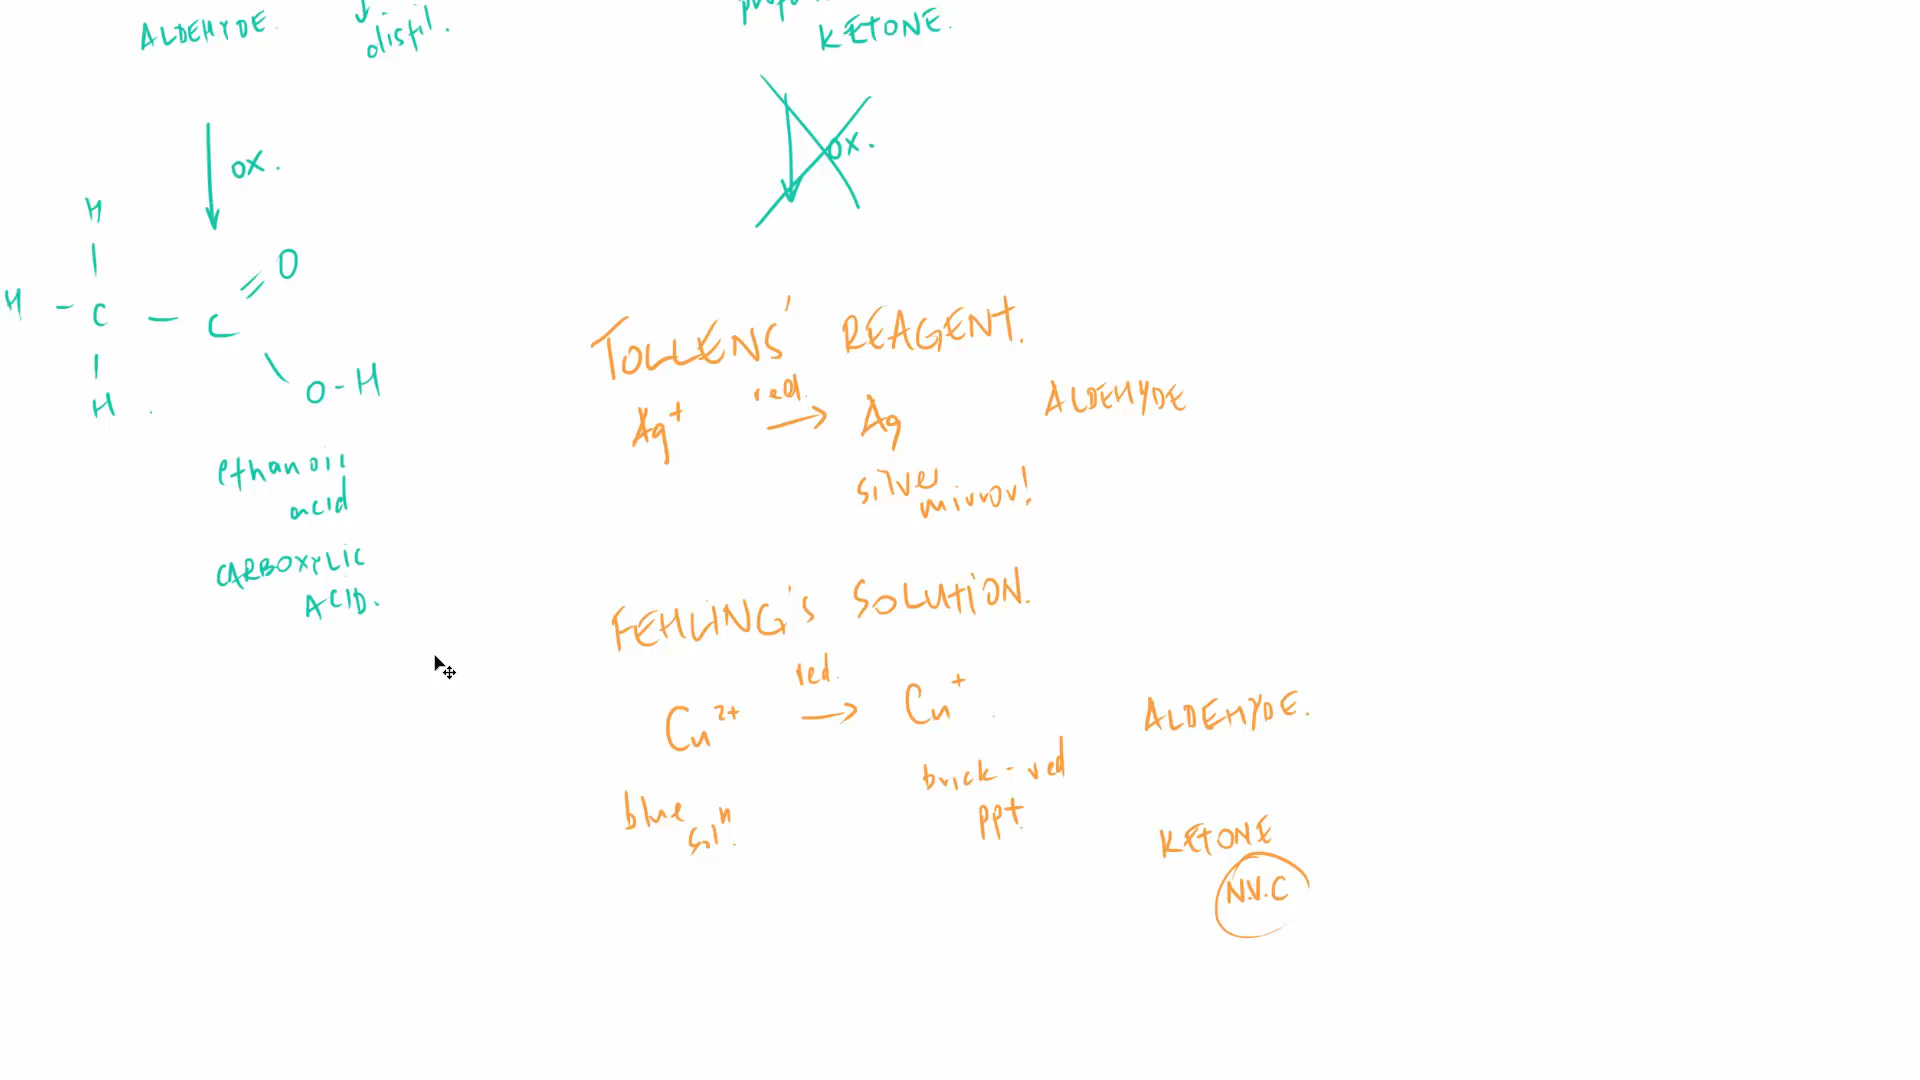 ALDEHYDE.
distil.
KETONE.
ox.
ox.
H
H - C - C = O
H
O-H
ethanoic
acid
CARBOXYLIC
ACID.
TOLLENS' REAGENT.
red.
Ag+ → Ag
ALDEHYDE
silver
mirror!
FEHLING'S SOLUTION.
red.
Cu2+ → Cu+
ALDEHYDE.
blue
soln.
brick-red
ppt
KETONE
N.V.C